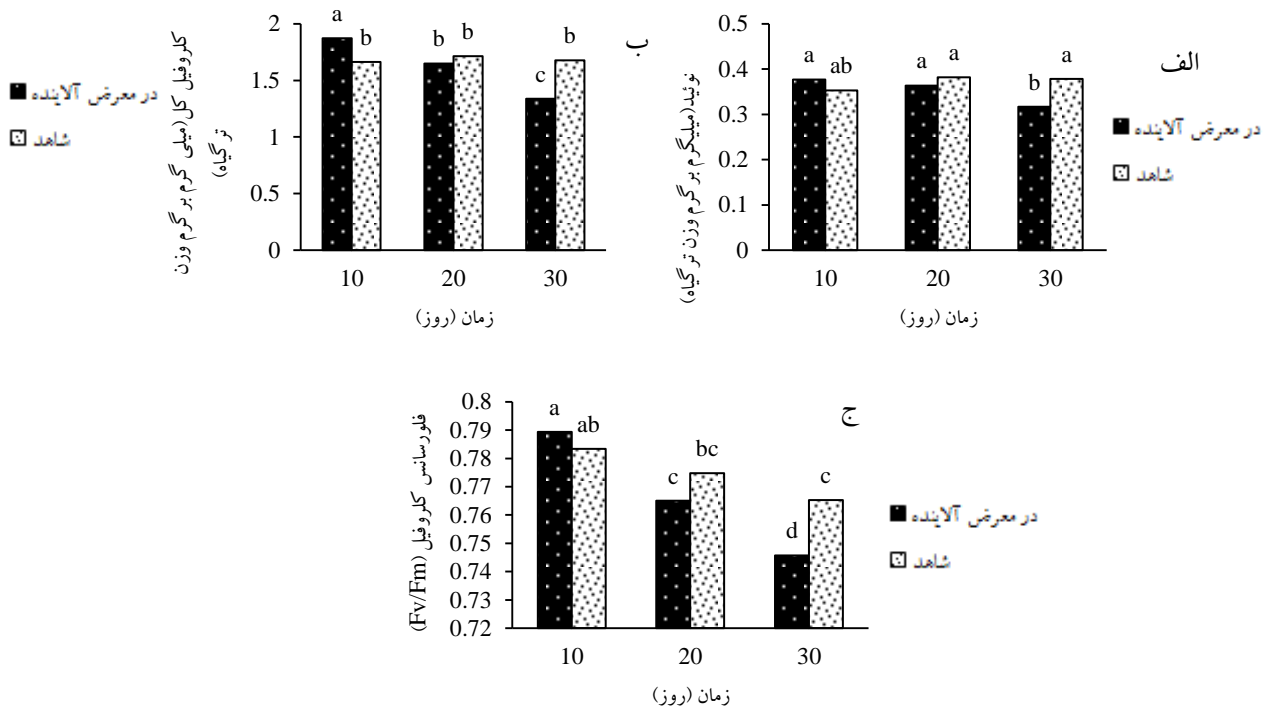 الف
نوئید(میلیگرم بر گرم وزن ترگیاه)
0.5
0.4
0.3
0.2
0.1
0
a ab a a b a
10 20 30
زمان (روز)
در معرض آلاینده
شاهد
ب
کلروفیل کل(میلی گرم بر گرم وزن
ترگیاه)
2
1.5
1
0.5
0
a b b b c b
10 20 30
زمان (روز)
در معرض آلاینده
شاهد
ج
فلورسانس کلروفیل (Fv/Fm)
0.8
0.79
0.78
0.77
0.76
0.75
0.74
0.73
0.72
a ab c bc d c
10 20 30
زمان (روز)
در معرض آلاینده
شاهد